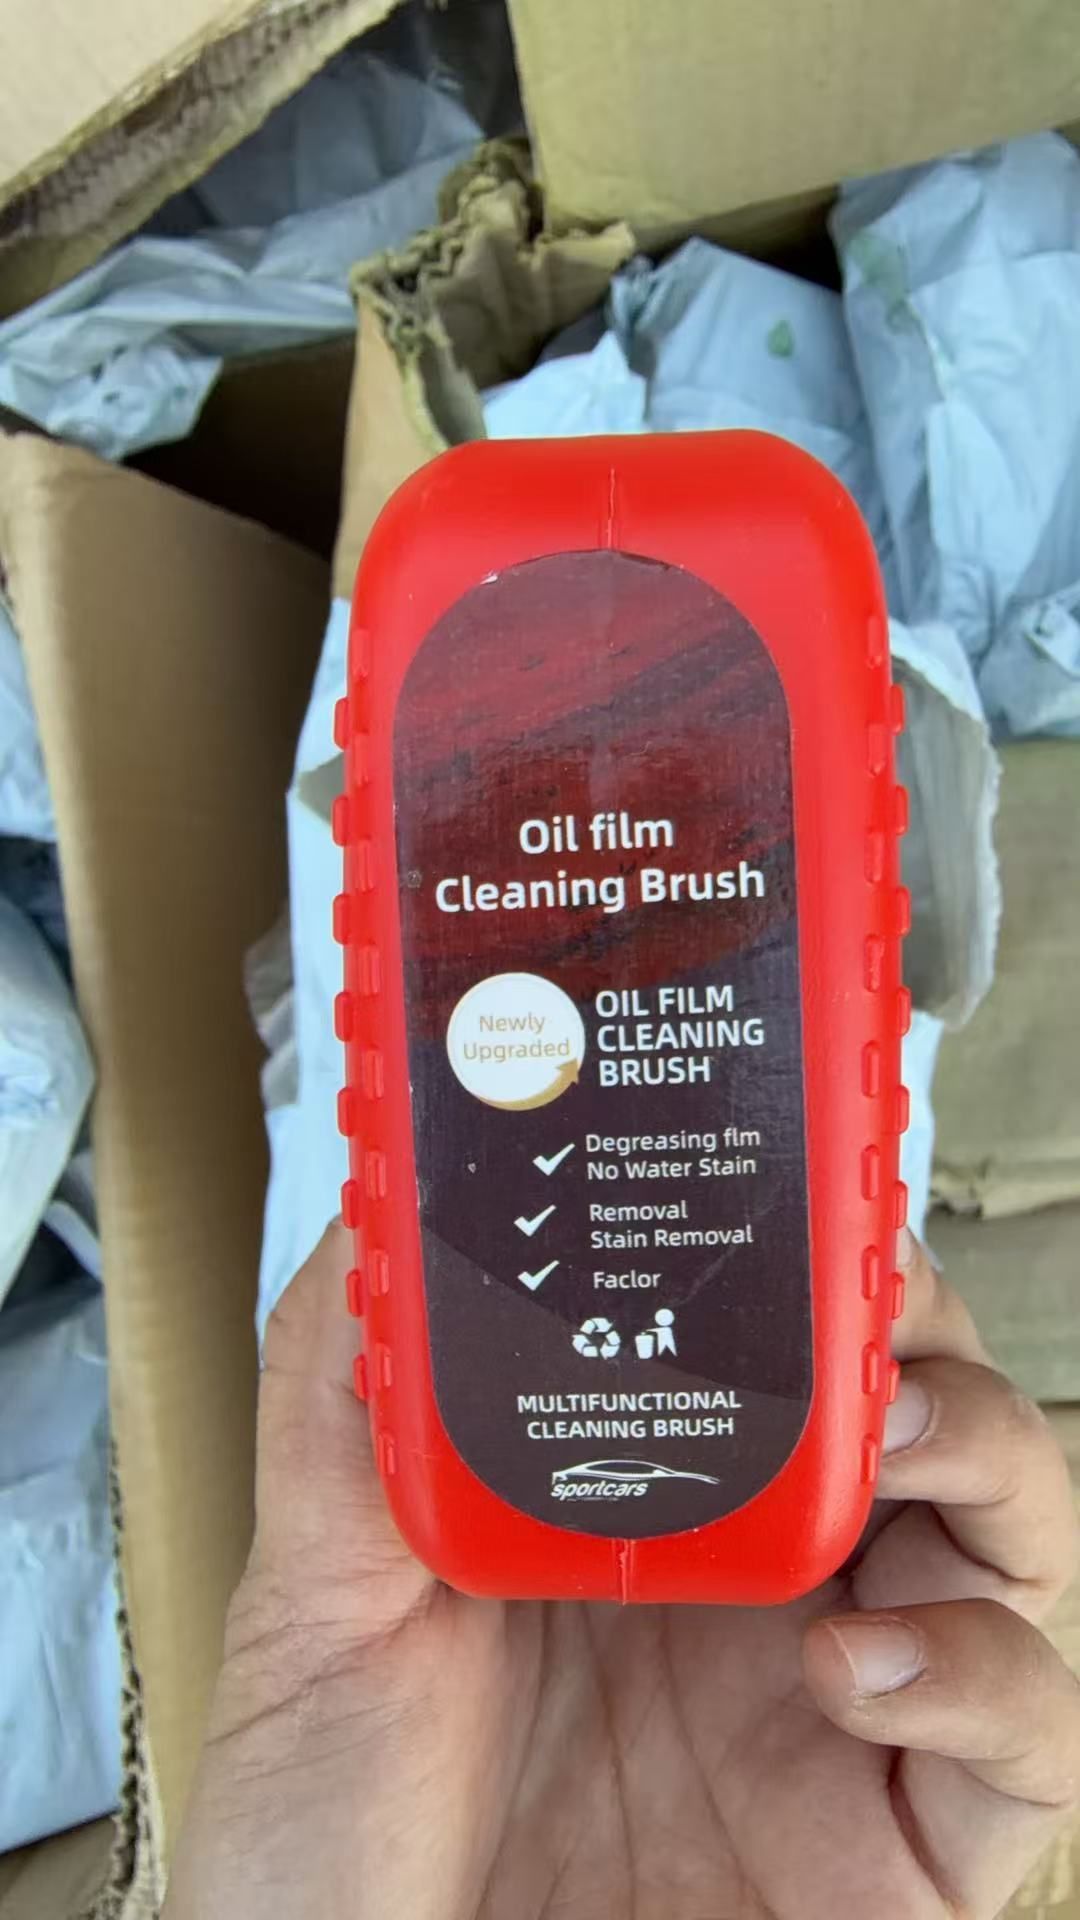 Oil film
Cleaning Brush
Newly
Upgraded
OIL FILM
CLEANING
BRUSH
Degreasing flm
No Water Stain
Removal
Stain Removal
Faclor
MULTIFUNCTIONAL
CLEANING BRUSH
sportcars